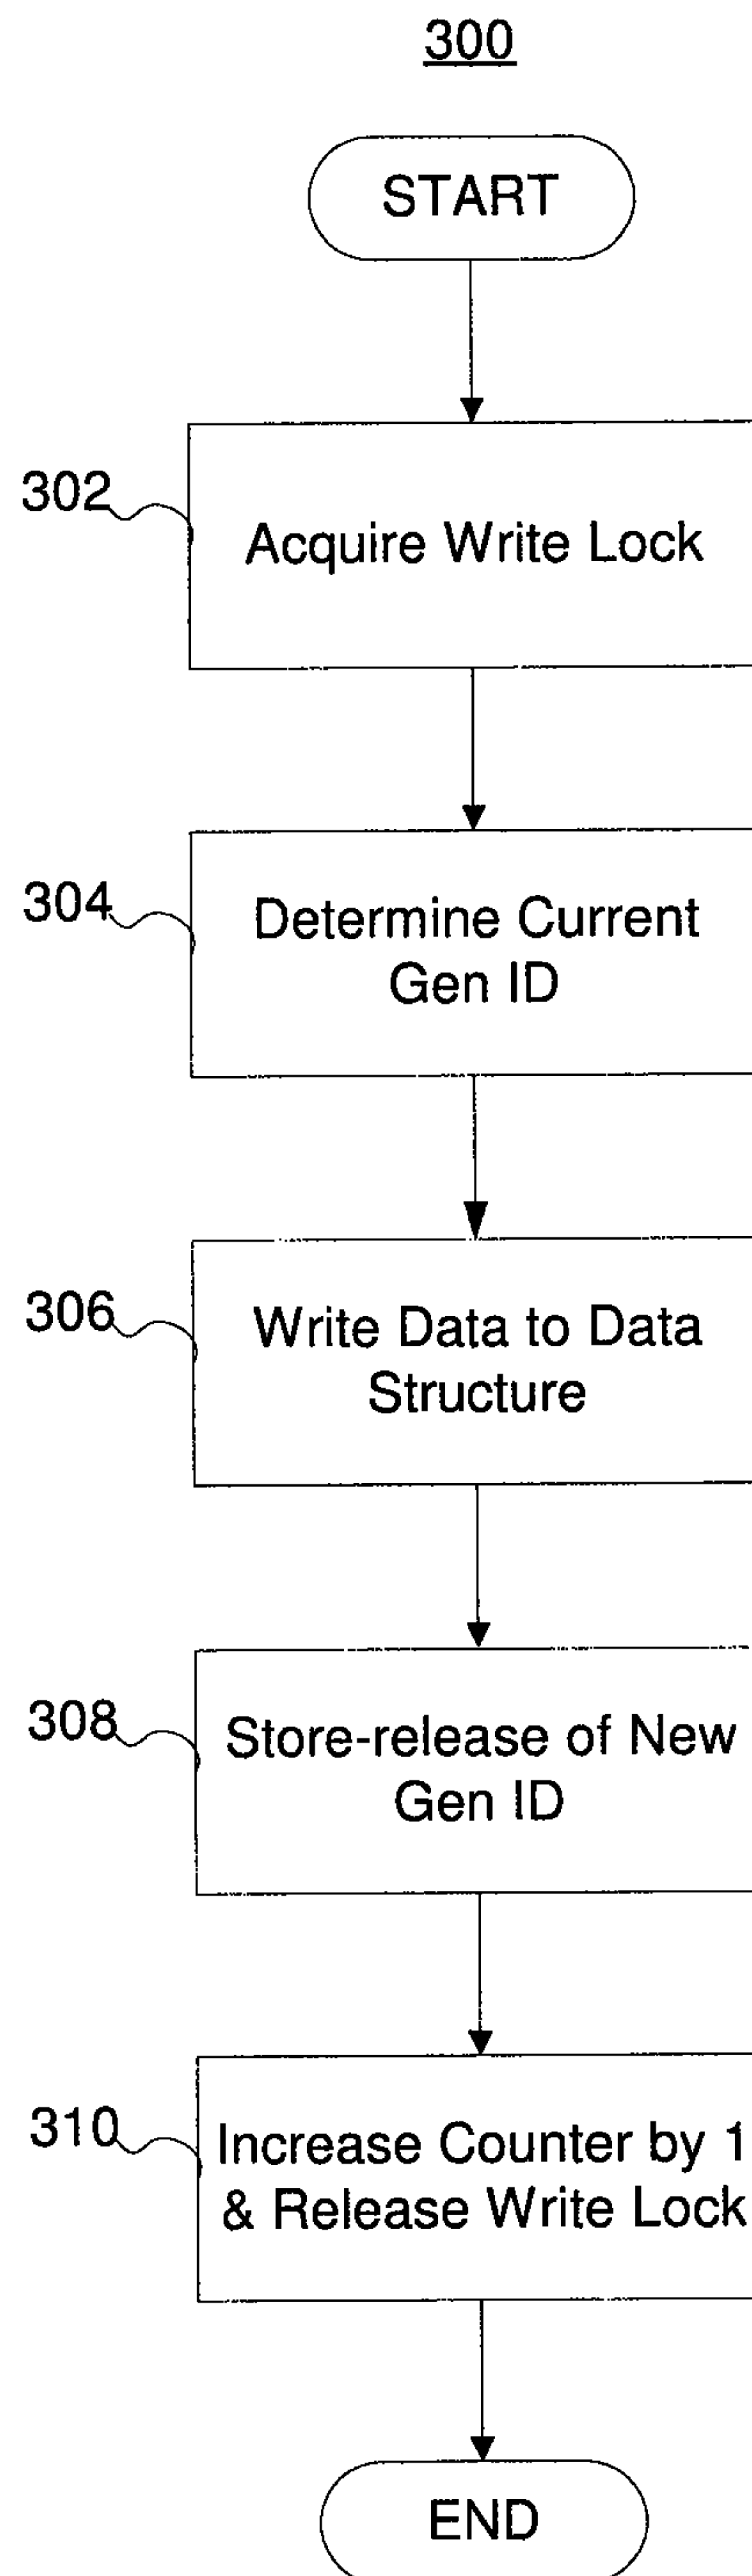 300
START
302
Acquire Write Lock
304
Determine Current
Gen ID
306
Write Data to Data
Structure
308
Store-release of New
Gen ID
310
Increase Counter by 1
& Release Write Lock
END